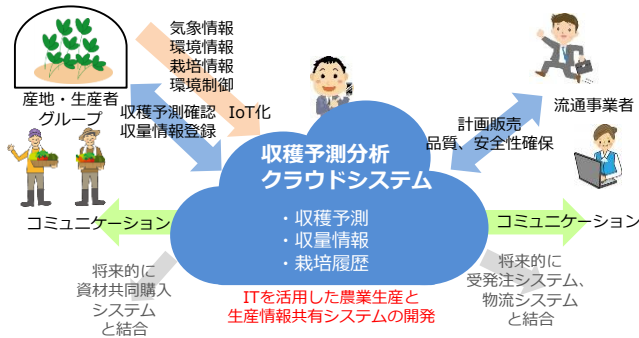 気象情報
環境情報
栽培情報
環境制御
産地・生産者
グループ
収穫予測確認
収量情報登録
IoT化
収穫予測分析
クラウドシステム
・収穫予測
・収量情報
・栽培履歴
流通事業者
計画販売
品質、安全性確保
コミュニケーション
コミュニケーション
将来的に
資材共同購入
システム
と結合
将来的に
受発注システム、
物流システム
と結合
ITを活用した農業生産と
生産情報共有システムの開発